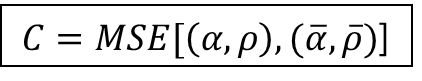 C = MSE[(α, ρ), (ᾱ, ρ̄)]